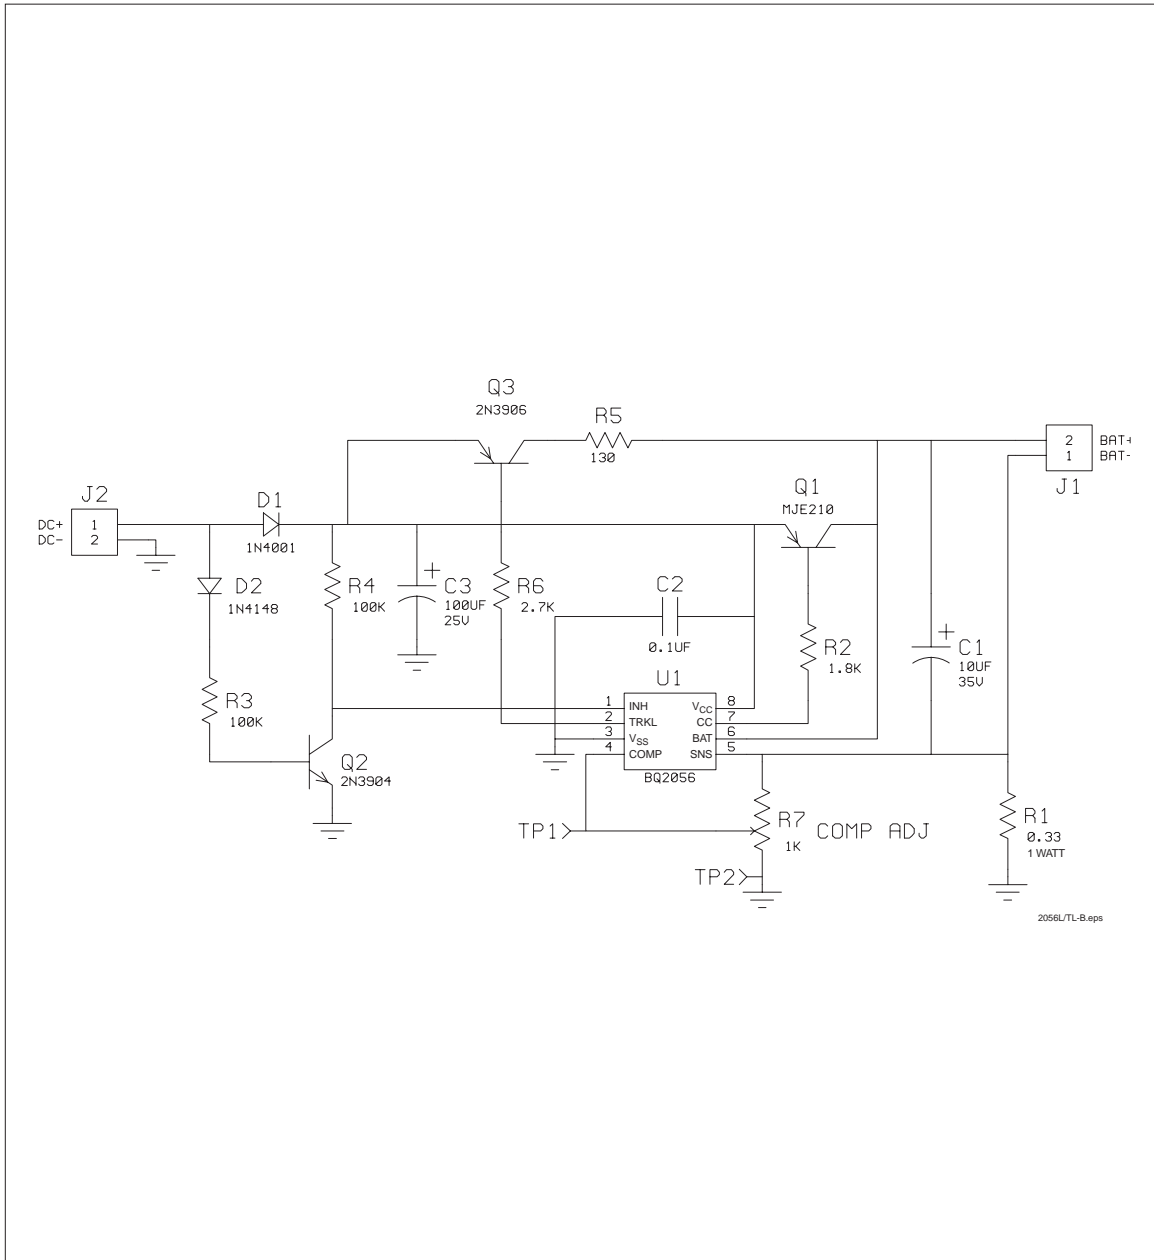 Q3
2N3906
R5
130
2 BAT+
1 BAT-
J1
Q1
MJE210
J2
DC+ 1
DC- 2
D1
1N4001
D2
1N4148
R4
100K
C3
100UF
25V
R6
2.7K
C2
0.1UF
R2
1.8K
C1
10UF
35V
R3
100K
U1
1 INH VCC 8
2 TRKL CC 7
3 VSS BAT 6
4 COMP SNS 5
BQ2056
Q2
2N3904
TP1
R7 COMP ADJ
1K
TP2
R1
0.33
1 WATT
2056L/TL-B.eps